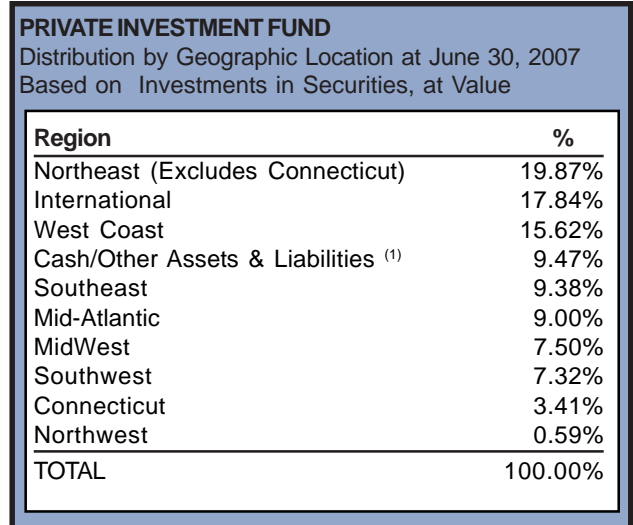 PRIVATE INVESTMENT FUND
Distribution by Geographic Location at June 30, 2007
Based on Investments in Securities, at Value
Region %
Northeast (Excludes Connecticut) 19.87%
International 17.84%
West Coast 15.62%
Cash/Other Assets & Liabilities (1) 9.47%
Southeast 9.38%
Mid-Atlantic 9.00%
MidWest 7.50%
Southwest 7.32%
Connecticut 3.41%
Northwest 0.59%
TOTAL 100.00%